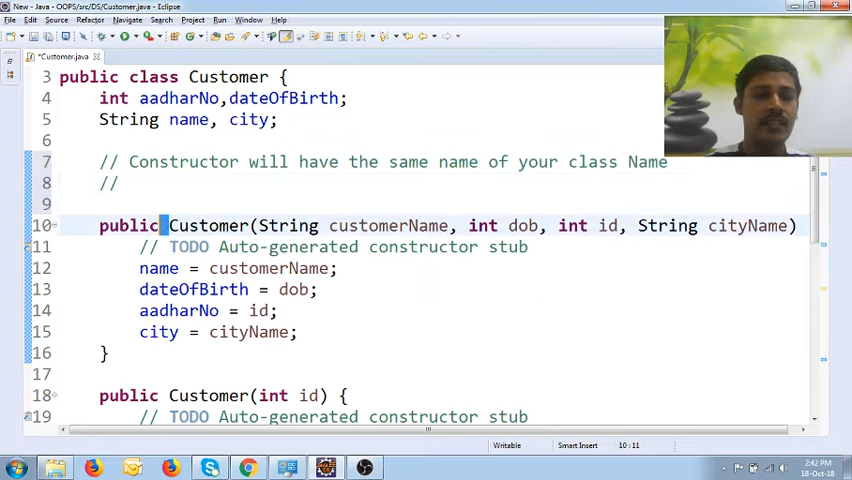 New - Java - OOPS/src/DS/Customer.java - Eclipse
File Edit Source Refactor Navigate Search Project Run Window Help
*Customer.java
3 public class Customer {
4 int aadharNo,dateOfBirth;
5 String name, city;
6
7 // Constructor will have the same name of your class Name
8 //
9
10 public Customer(String customerName, int dob, int id, String cityName)
11 // TODO Auto-generated constructor stub
12 name = customerName;
13 dateOfBirth = dob;
14 aadharNo = id;
15 city = cityName;
16 }
17
18 public Customer(int id) {
19 // TODO Auto-generated constructor stub
Writable Smart Insert 10 : 11
2:42 PM
18-Oct-18